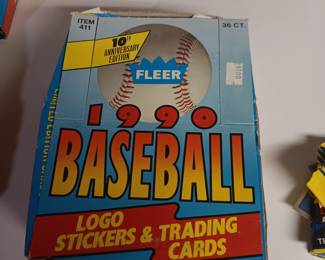 ITEM
411
36 CT.
10th
ANNIVERSARY
EDITION
FLEER
1990
BASEBALL
LOGO
STICKERS & TRADING
CARDS